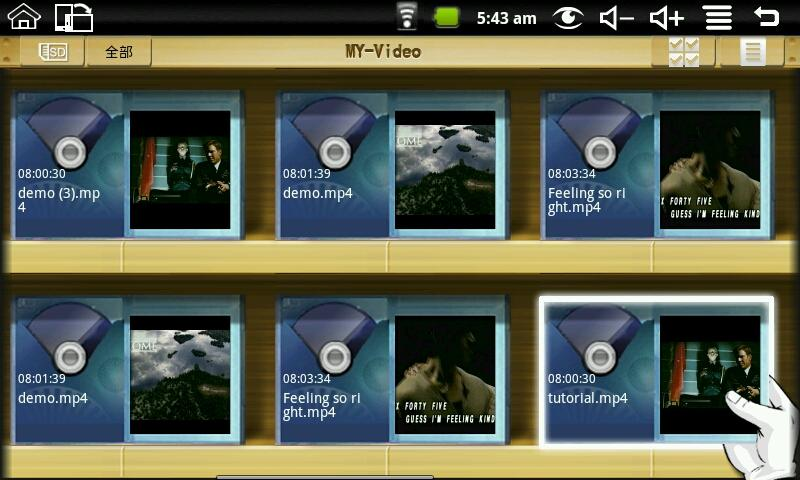 5:43 am
SD
全部
MY-Video
08:00:30
demo (3).mp
4
08:01:39
demo.mp4
OME
08:03:34
Feeling so ri
ght.mp4
X FORTY FIVE
GUESS I'M FEELING KIND
08:01:39
demo.mp4
OME
08:03:34
Feeling so ri
ght.mp4
X FORTY FIVE
GUESS I'M FEELING KIND
08:00:30
tutorial.mp4